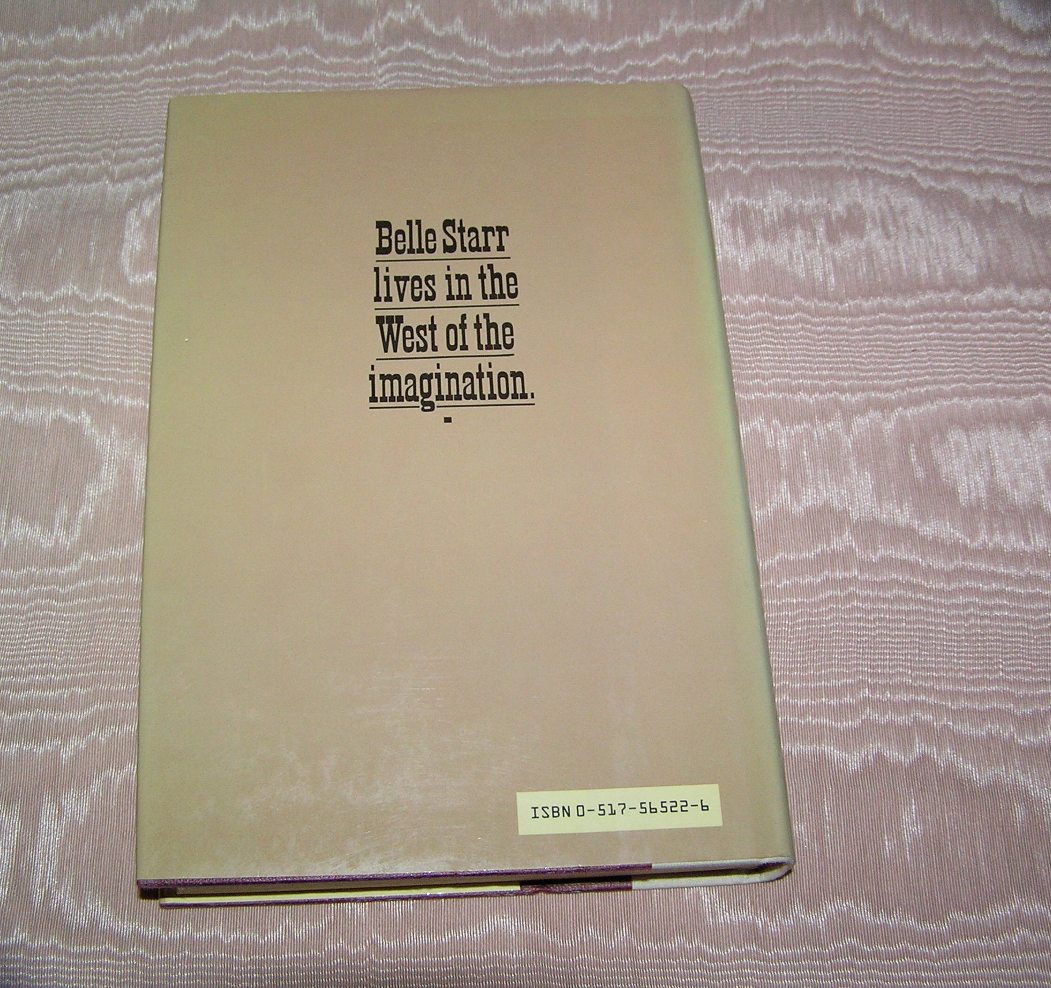 Belle Starr
lives in the
West of the
imagination.
ISBN 0-517-56522-6